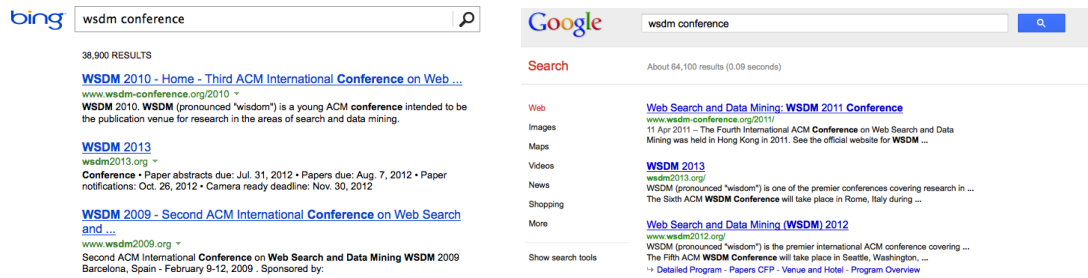 bing
wsdm conference
38,900 RESULTS
WSDM 2010 - Home - Third ACM International Conference on Web ...
www.wsdm-conference.org/2010
WSDM 2010. WSDM (pronounced "wisdom") is a young ACM conference intended to be
the publication venue for research in the areas of search and data mining.
WSDM 2013
wsdm2013.org
Conference • Paper abstracts due: Jul. 31, 2012 • Papers due: Aug. 7, 2012 • Paper
notifications: Oct. 26, 2012 • Camera ready deadline: Nov. 30, 2012
WSDM 2009 - Second ACM International Conference on Web Search
and ...
www.wsdm2009.org
Second ACM International Conference on Web Search and Data Mining WSDM 2009
Barcelona, Spain - February 9-12, 2009 . Sponsored by:
Google
wsdm conference
Search
About 64,100 results (0.09 seconds)
Web
Images
Maps
Videos
News
Shopping
More
Show search tools
Web Search and Data Mining: WSDM 2011 Conference
www.wsdm-conference.org/2011/
11 Apr 2011 – The Fourth International ACM Conference on Web Search and Data
Mining was held in Hong Kong in 2011. See the official website for WSDM ...
WSDM 2013
wsdm2013.org/
WSDM (pronounced "wisdom") is one of the premier conferences covering research in ...
The Sixth ACM WSDM Conference will take place in Rome, Italy during ...
Web Search and Data Mining (WSDM) 2012
www.wsdm2012.org/
WSDM (pronounced "wisdom") is the premier international ACM conference covering ...
The Fifth ACM WSDM Conference will take place in Seattle, Washington, ...
Detailed Program - Papers CFP - Venue and Hotel - Program Overview